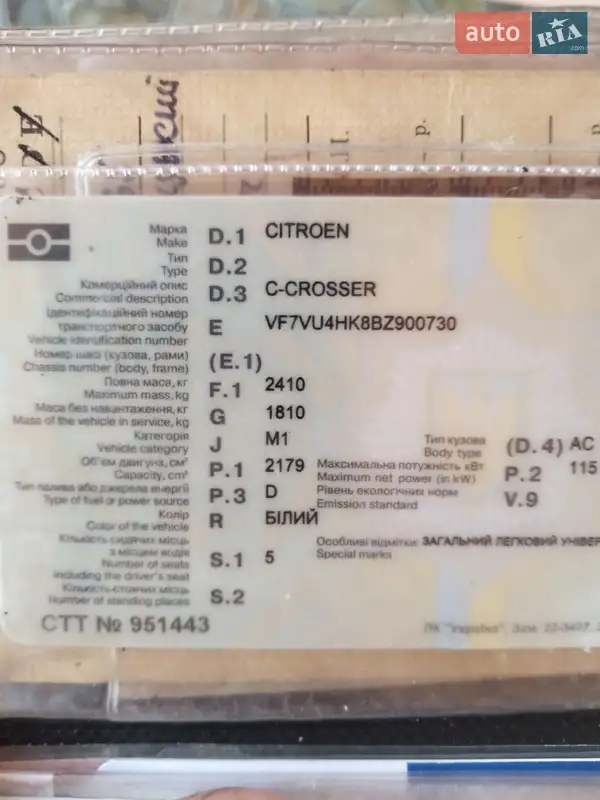 auto RIA .com
ский
р.
Марка
Make D.1 CITROEN
Тип
Type D.2
Комерційний опис
Commercial description D.3 C-CROSSER
Ідентифікаційний номер
транспортного засобу
Vehicle identification number E VF7VU4HK8BZ900730
Номер шасі (кузова, рами)
Chassis number (body, frame) (E.1)
Повна маса, кг
Maximum mass, kg F.1 2410
Маса без навантаження, кг
Mass of the vehicle in service, kg G 1810
Категорія
Vehicle category J M1
Тип кузова
Body type (D.4) AC
Об'єм двигуна, см³
Capacity, cm³ P.1 2179
Максимальна потужність кВт
Maximum net power (in kW) P.2 115
Тип палива або джерела енергії
Type of fuel or power source P.3 D
Рівень екологічних норм
Emission standard V.9
Колір
Color of the vehicle R БІЛИЙ
Кількість сидячих місць
з місцем водія
Number of seats
including the driver's seat S.1 5
Особливі відмітки: ЗАГАЛЬНИЙ ЛЕГКОВИЙ УНІВЕР
Special marks
Кількість стоячих місць
Number of standing places S.2
СТТ № 951443
ПК "Україна". Зам. 22-3407.